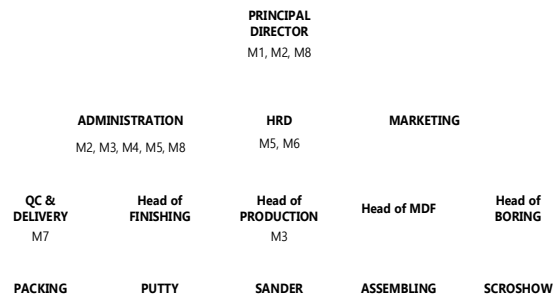 PRINCIPAL
DIRECTOR
M1, M2, M8
ADMINISTRATION
HRD
MARKETING
M2, M3, M4, M5, M8
M5, M6
QC &
DELIVERY
Head of
FINISHING
Head of
PRODUCTION
Head of MDF
Head of
BORING
M7
M3
PACKING
PUTTY
SANDER
ASSEMBLING
SCROSHOW